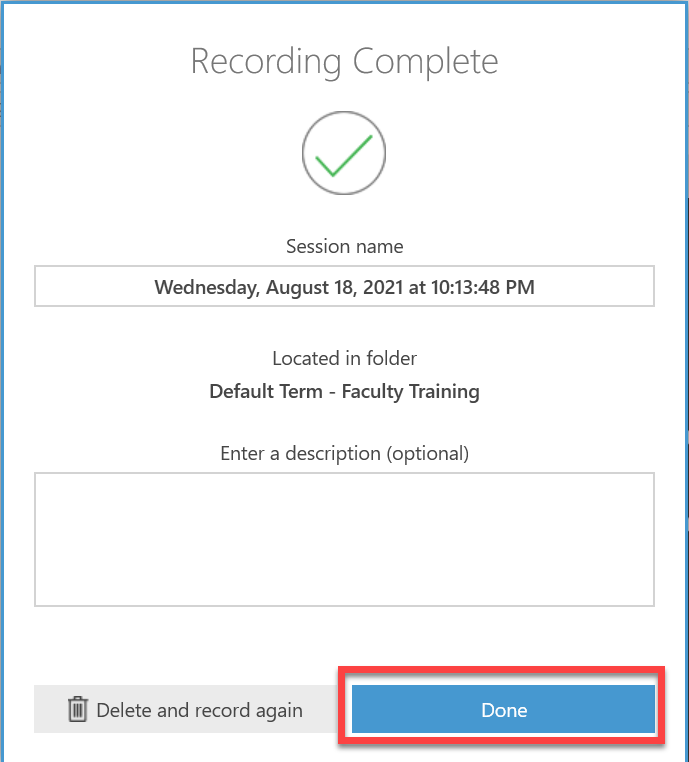 Recording Complete
Session name
Wednesday, August 18, 2021 at 10:13:48 PM
Located in folder
Default Term - Faculty Training
Enter a description (optional)
Delete and record again
Done